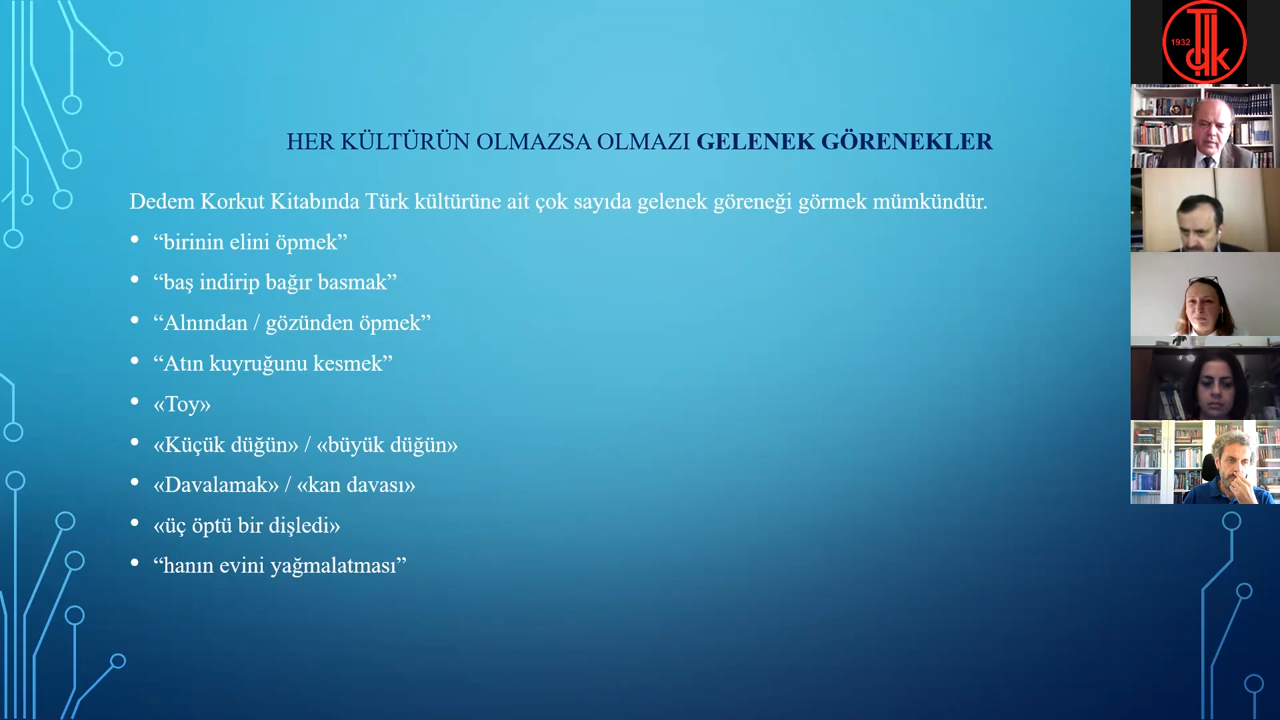 HER KÜLTÜRÜN OLMAZSA OLMAZI GELENEK GÖRENEKLER
Dedem Korkut Kitabında Türk kültürüne ait çok sayıda gelenek göreneği görmek mümkündür.
• “birinin elini öpmek”
• “baş indirip bağır basmak”
• “Alnından / gözünden öpmek”
• “Atın kuyruğunu kesmek”
• «Toy»
• «Küçük düğün» / «büyük düğün»
• «Davalamak» / «kan davası»
• «üç öptü bir dişledi»
• “hanın evini yağmalatması”
1932
TDK